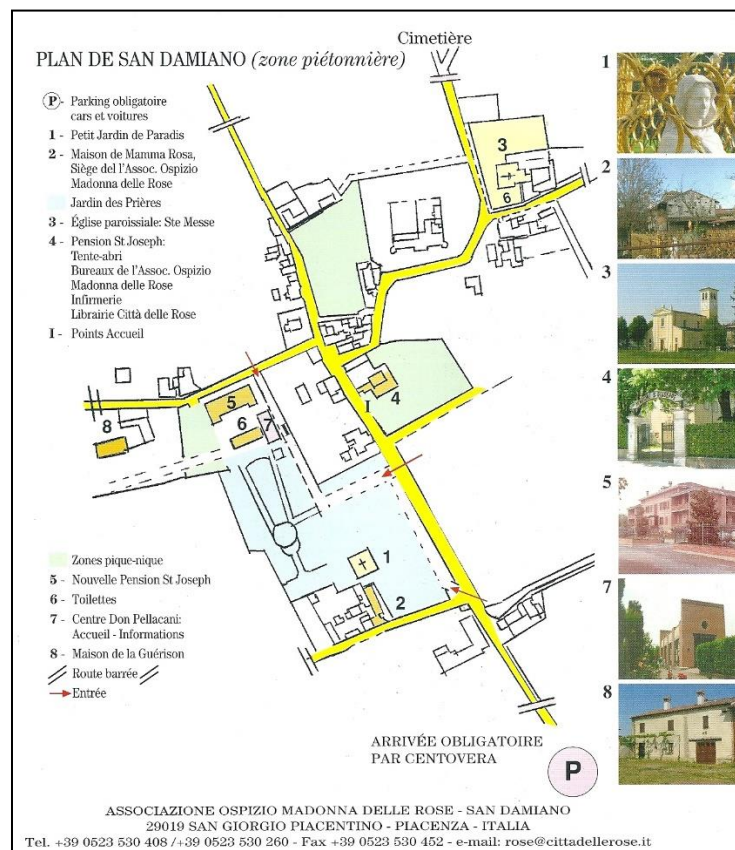 Cimetière
PLAN DE SAN DAMIANO (zone piétonnière)
P - Parking obligatoire
cars et voitures
1 - Petit Jardin de Paradis
2 - Maison de Mamma Rosa,
Siège del l'Assoc. Ospizio
Madonna delle Rose
Jardin des Prières
3 - Église paroissiale: Ste Messe
4 - Pension St Joseph:
Tente-abri
Bureaux de l'Assoc. Ospizio
Madonna delle Rose
Infirmerie
Librairie Città delle Rose
I - Points Accueil
3
6
I
4
5
6
7
8
1
2
Zones pique-nique
5 - Nouvelle Pension St Joseph
6 - Toilettes
7 - Centre Don Pellacani:
Accueil - Informations
8 - Maison de la Guérison
Route barrée
Entrée
1
2
3
4
5
7
8
ARRIVÉE OBLIGATOIRE
PAR CENTOVERA
P
ASSOCIAZIONE OSPIZIO MADONNA DELLE ROSE - SAN DAMIANO
29019 SAN GIORGIO PIACENTINO - PIACENZA - ITALIA
Tel. +39 0523 530 408 /+39 0523 530 260 - Fax +39 0523 530 452 - e-mail: rose@cittadellerose.it